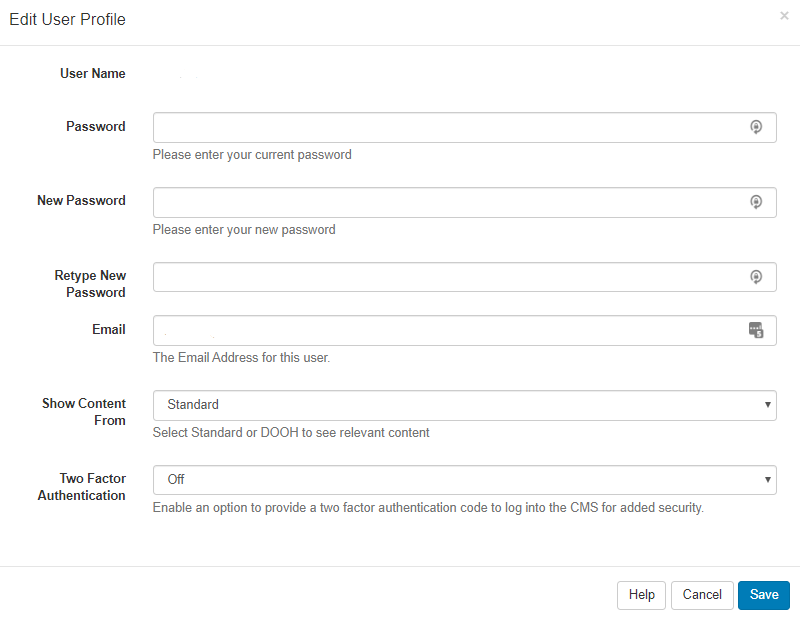 Edit User Profile ×
User Name
Password
Please enter your current password
New Password
Please enter your new password
Retype New
Password
Email
The Email Address for this user.
Show Content
From
Standard
Select Standard or DOOH to see relevant content
Two Factor
Authentication
Off
Enable an option to provide a two factor authentication code to log into the CMS for added security.
Help Cancel Save